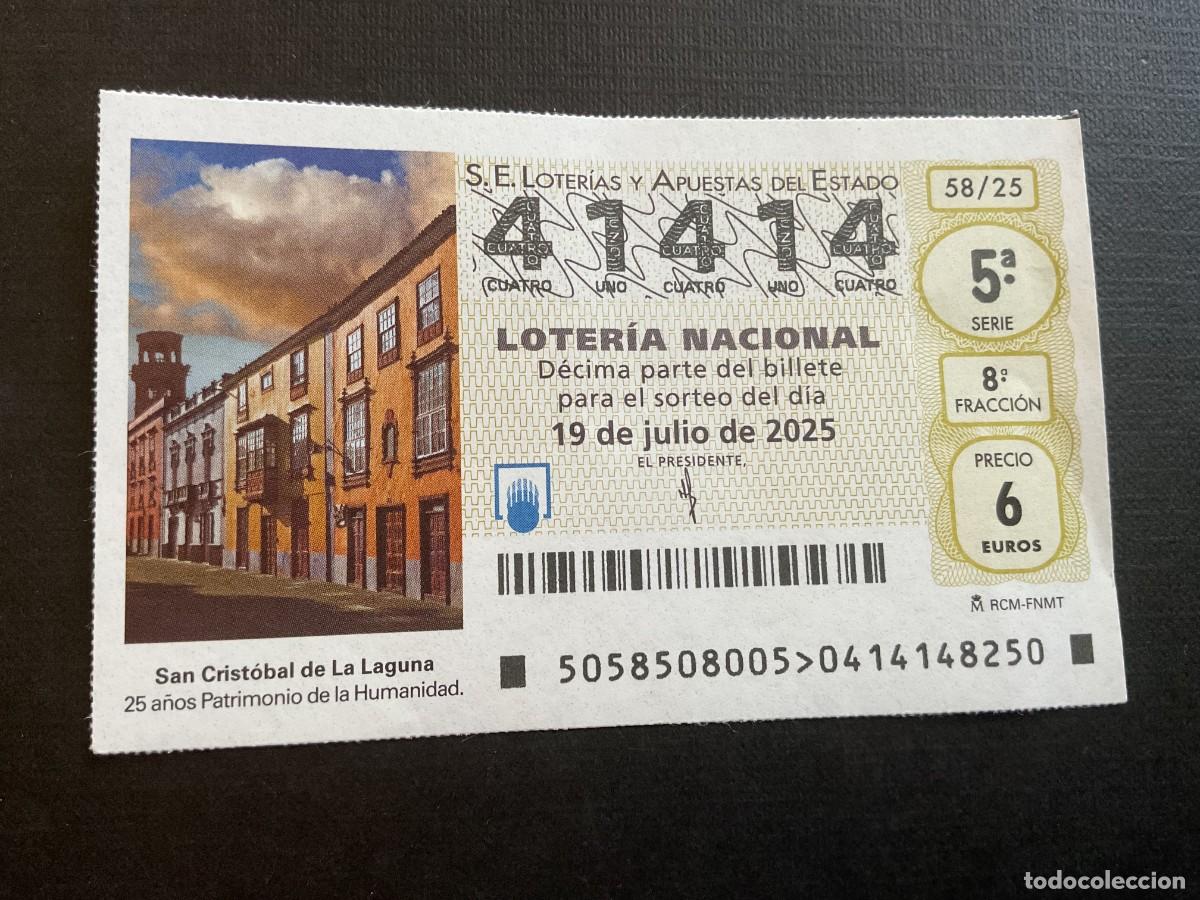 S.E. LOTERÍAS Y APUESTAS DEL ESTADO
41414
CUATRO UNO CUATRO UNO CUATRO
LOTERÍA NACIONAL
Décima parte del billete
para el sorteo del día
19 de julio de 2025
EL PRESIDENTE,
58/25
5ª
SERIE
8ª
FRACCIÓN
PRECIO
6
EUROS
RCM-FNMT
5058508005>0414148250
San Cristóbal de La Laguna
25 años Patrimonio de la Humanidad.
todocoleccion